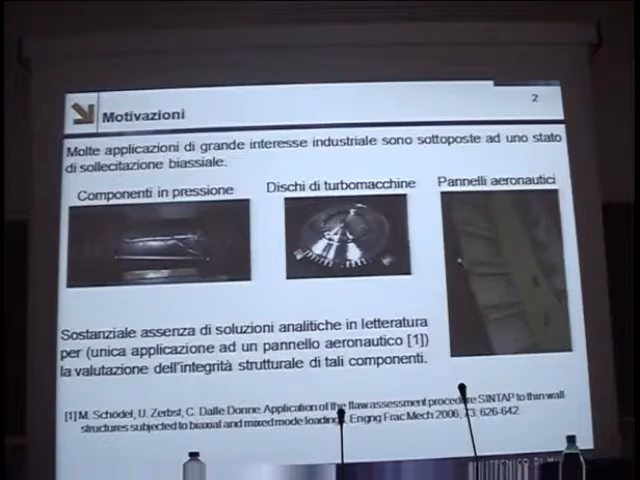 2
Motivazioni
Molte applicazioni di grande interesse industriale sono sottoposte ad uno stato
di sollecitazione biassiale.
Componenti in pressione
Dischi di turbomacchine
Pannelli aeronautici
Sostanziale assenza di soluzioni analitiche in letteratura
per (unica applicazione ad un pannello aeronautico [1])
la valutazione dell'integrità strutturale di tali componenti.
[1] M. Schödel, U. Zerbst, C. Dalle Donne. Application of the flaw assessment procedure SINTAP to thin wall
structures subjected to biaxial and mixed mode loadings. Engng Frac Mech 2006; 73: 626-642